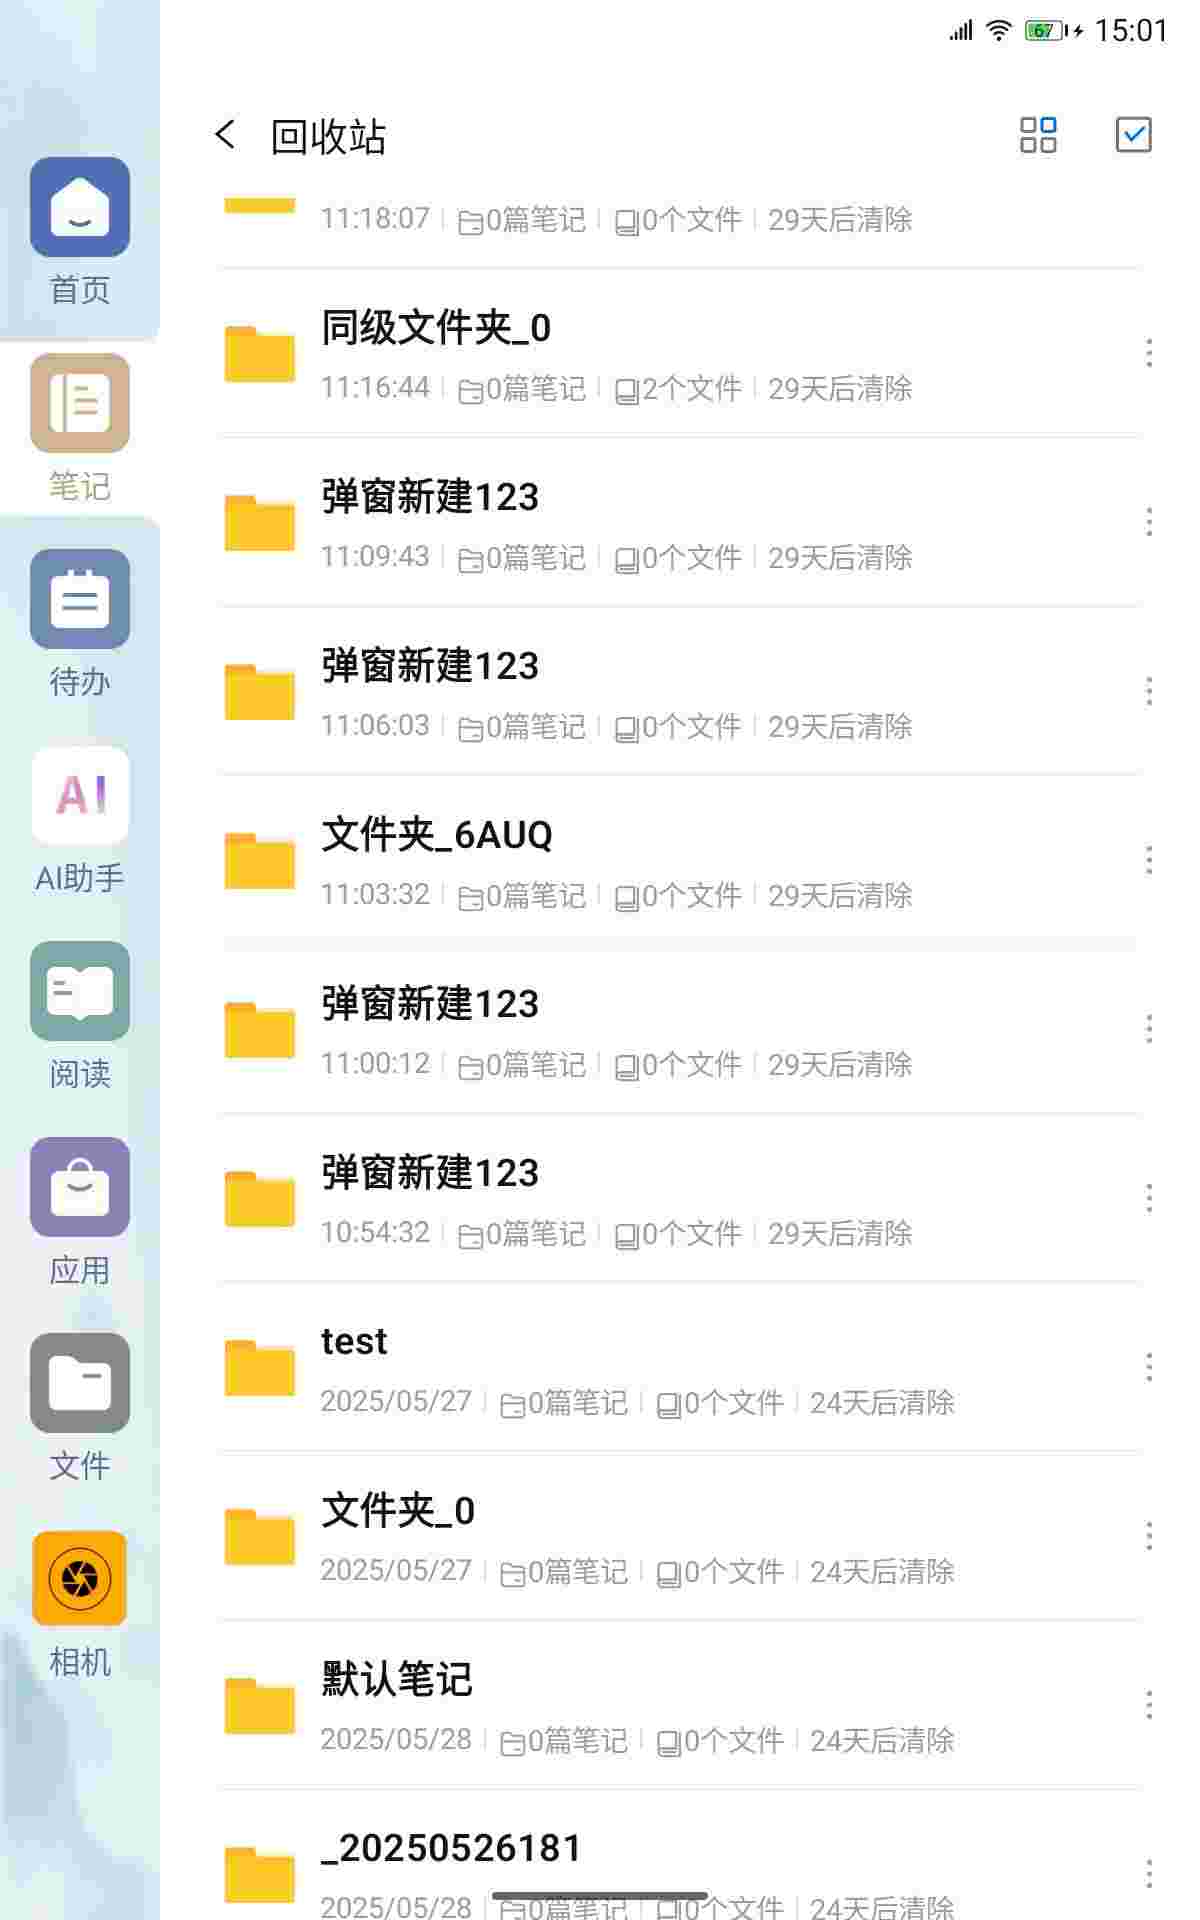 67 15:01
回收站
11:18:07 0篇笔记 0个文件 29天后清除
首页
同级文件夹_0
11:16:44 0篇笔记 2个文件 29天后清除
笔记
弹窗新建123
11:09:43 0篇笔记 0个文件 29天后清除
待办
弹窗新建123
11:06:03 0篇笔记 0个文件 29天后清除
AI
AI助手
文件夹_6AUQ
11:03:32 0篇笔记 0个文件 29天后清除
弹窗新建123
11:00:12 0篇笔记 0个文件 29天后清除
阅读
弹窗新建123
10:54:32 0篇笔记 0个文件 29天后清除
应用
test
2025/05/27 0篇笔记 0个文件 24天后清除
文件
文件夹_0
2025/05/27 0篇笔记 0个文件 24天后清除
相机
默认笔记
2025/05/28 0篇笔记 0个文件 24天后清除
_20250526181
2025/05/28 0篇笔记 0个文件 24天后清除